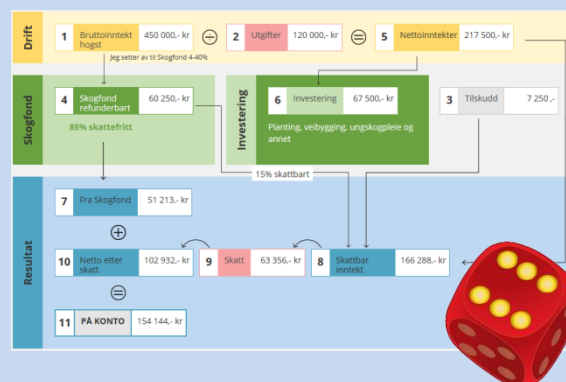 Drift
1 Bruttoinntekt hogst 450 000,- kr
2 Utgifter 120 000,- kr
5 Nettoinntekter 217 500,- kr
Jeg setter av til Skogfond 4-40%
Skogfond
4 Skogfond refunderbart 60 250,- kr
85% skattefritt
Investering
6 Investering 67 500,- kr
Planting, veibygging, ungskogpleie og
annet
3 Tilskudd 7 250 ,-
15% skattbart
Resultat
7 Fra Skogfond 51 213,- kr
10 Netto etter skatt 102 932,- kr
9 Skatt 63 356,- kr
8 Skattbar inntekt 166 288,- kr
11 PÅ KONTO 154 144,- kr